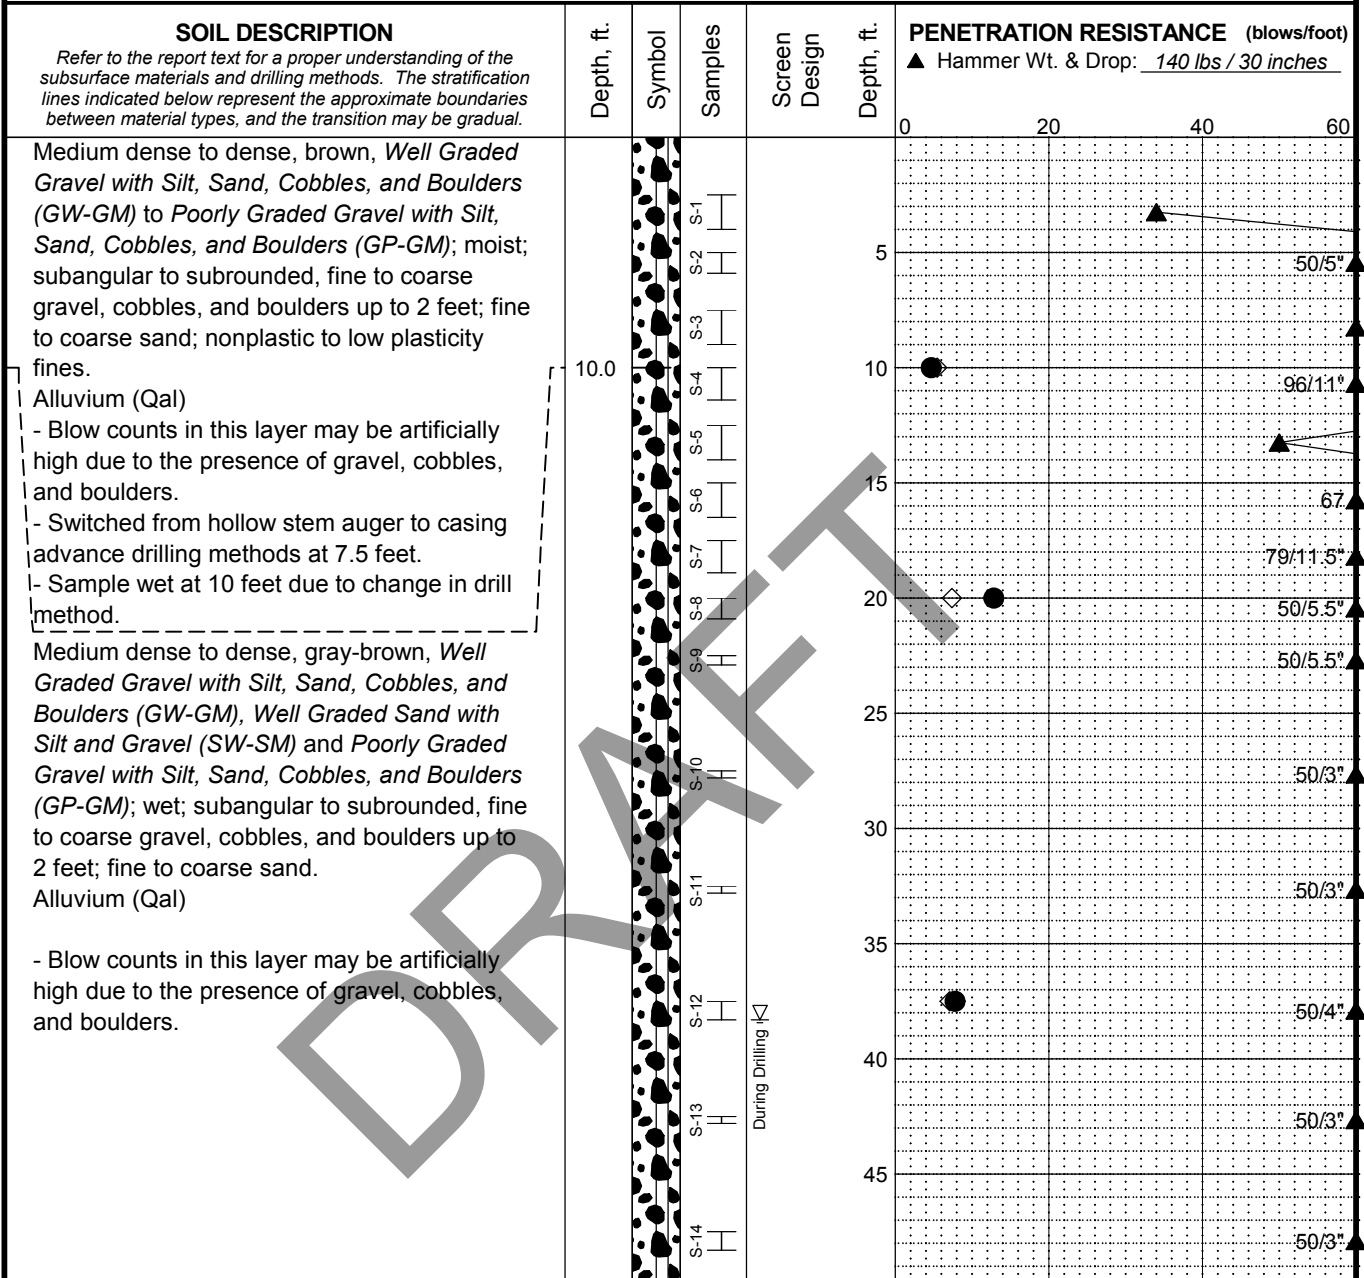 SOIL DESCRIPTION
Refer to the report text for a proper understanding of the
subsurface materials and drilling methods. The stratification
lines indicated below represent the approximate boundaries
between material types, and the transition may be gradual.
Depth, ft.
Symbol
Samples
Screen
Design
Depth, ft.
PENETRATION RESISTANCE (blows/foot)
▲ Hammer Wt. & Drop: 140 lbs / 30 inches
0 20 40 60
Medium dense to dense, brown, Well Graded
Gravel with Silt, Sand, Cobbles, and Boulders
(GW-GM) to Poorly Graded Gravel with Silt,
Sand, Cobbles, and Boulders (GP-GM); moist;
subangular to subrounded, fine to coarse
gravel, cobbles, and boulders up to 2 feet; fine
to coarse sand; nonplastic to low plasticity
fines.
Alluvium (Qal)
- Blow counts in this layer may be artificially
high due to the presence of gravel, cobbles,
and boulders.
- Switched from hollow stem auger to casing
advance drilling methods at 7.5 feet.
- Sample wet at 10 feet due to change in drill
method.
Medium dense to dense, gray-brown, Well
Graded Gravel with Silt, Sand, Cobbles, and
Boulders (GW-GM), Well Graded Sand with
Silt and Gravel (SW-SM) and Poorly Graded
Gravel with Silt, Sand, Cobbles, and Boulders
(GP-GM); wet; subangular to subrounded, fine
to coarse gravel, cobbles, and boulders up to
2 feet; fine to coarse sand.
Alluvium (Qal)
- Blow counts in this layer may be artificially
high due to the presence of gravel, cobbles,
and boulders.
10.0
S-1
S-2
S-3
S-4
S-5
S-6
S-7
S-8
S-9
S-10
S-11
S-12
S-13
S-14
During Drilling
5
10
15
20
25
30
35
40
45
50/5"
96/11"
67
79/11.5"
50/5.5"
50/5.5"
50/3"
50/3"
50/4"
50/3"
50/3"
DRAFT